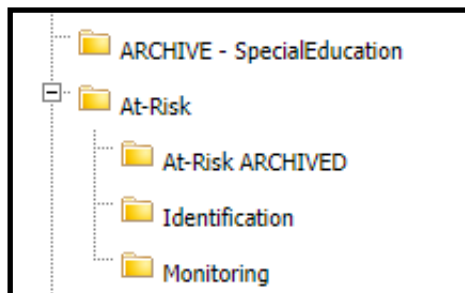 ARCHIVE - SpecialEducation
At-Risk
At-Risk ARCHIVED
Identification
Monitoring